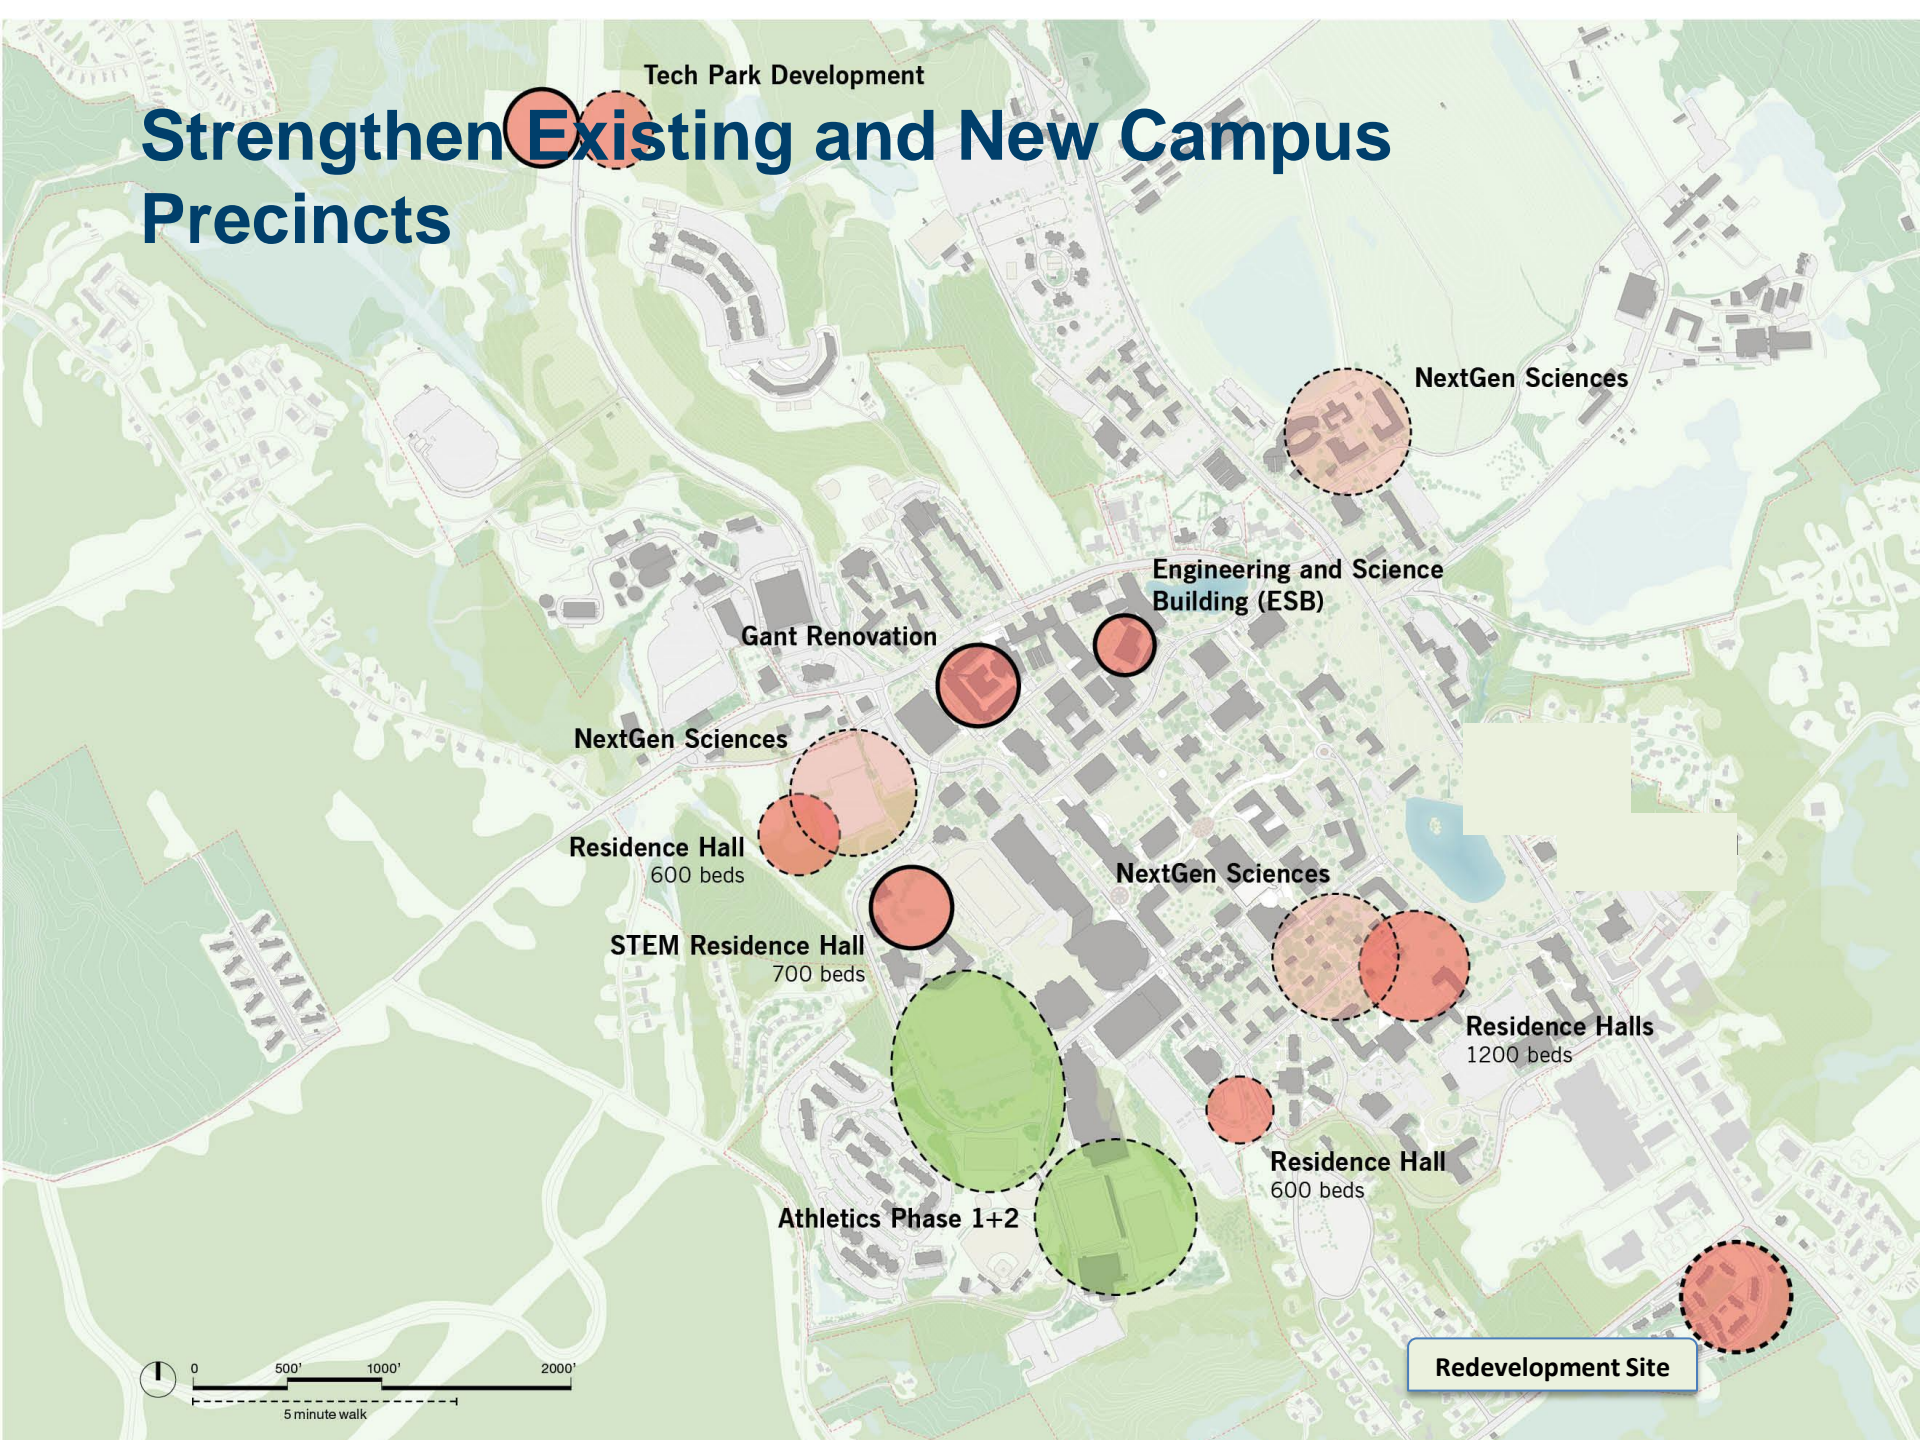 Tech Park Development
Strengthen Existing and New Campus
Precincts
NextGen Sciences
Engineering and Science
Building (ESB)
Gant Renovation
NextGen Sciences
Residence Hall
600 beds
NextGen Sciences
STEM Residence Hall
700 beds
Residence Halls
1200 beds
Residence Hall
600 beds
Athletics Phase 1+2
Redevelopment Site
0 500' 1000' 2000'
5 minute walk